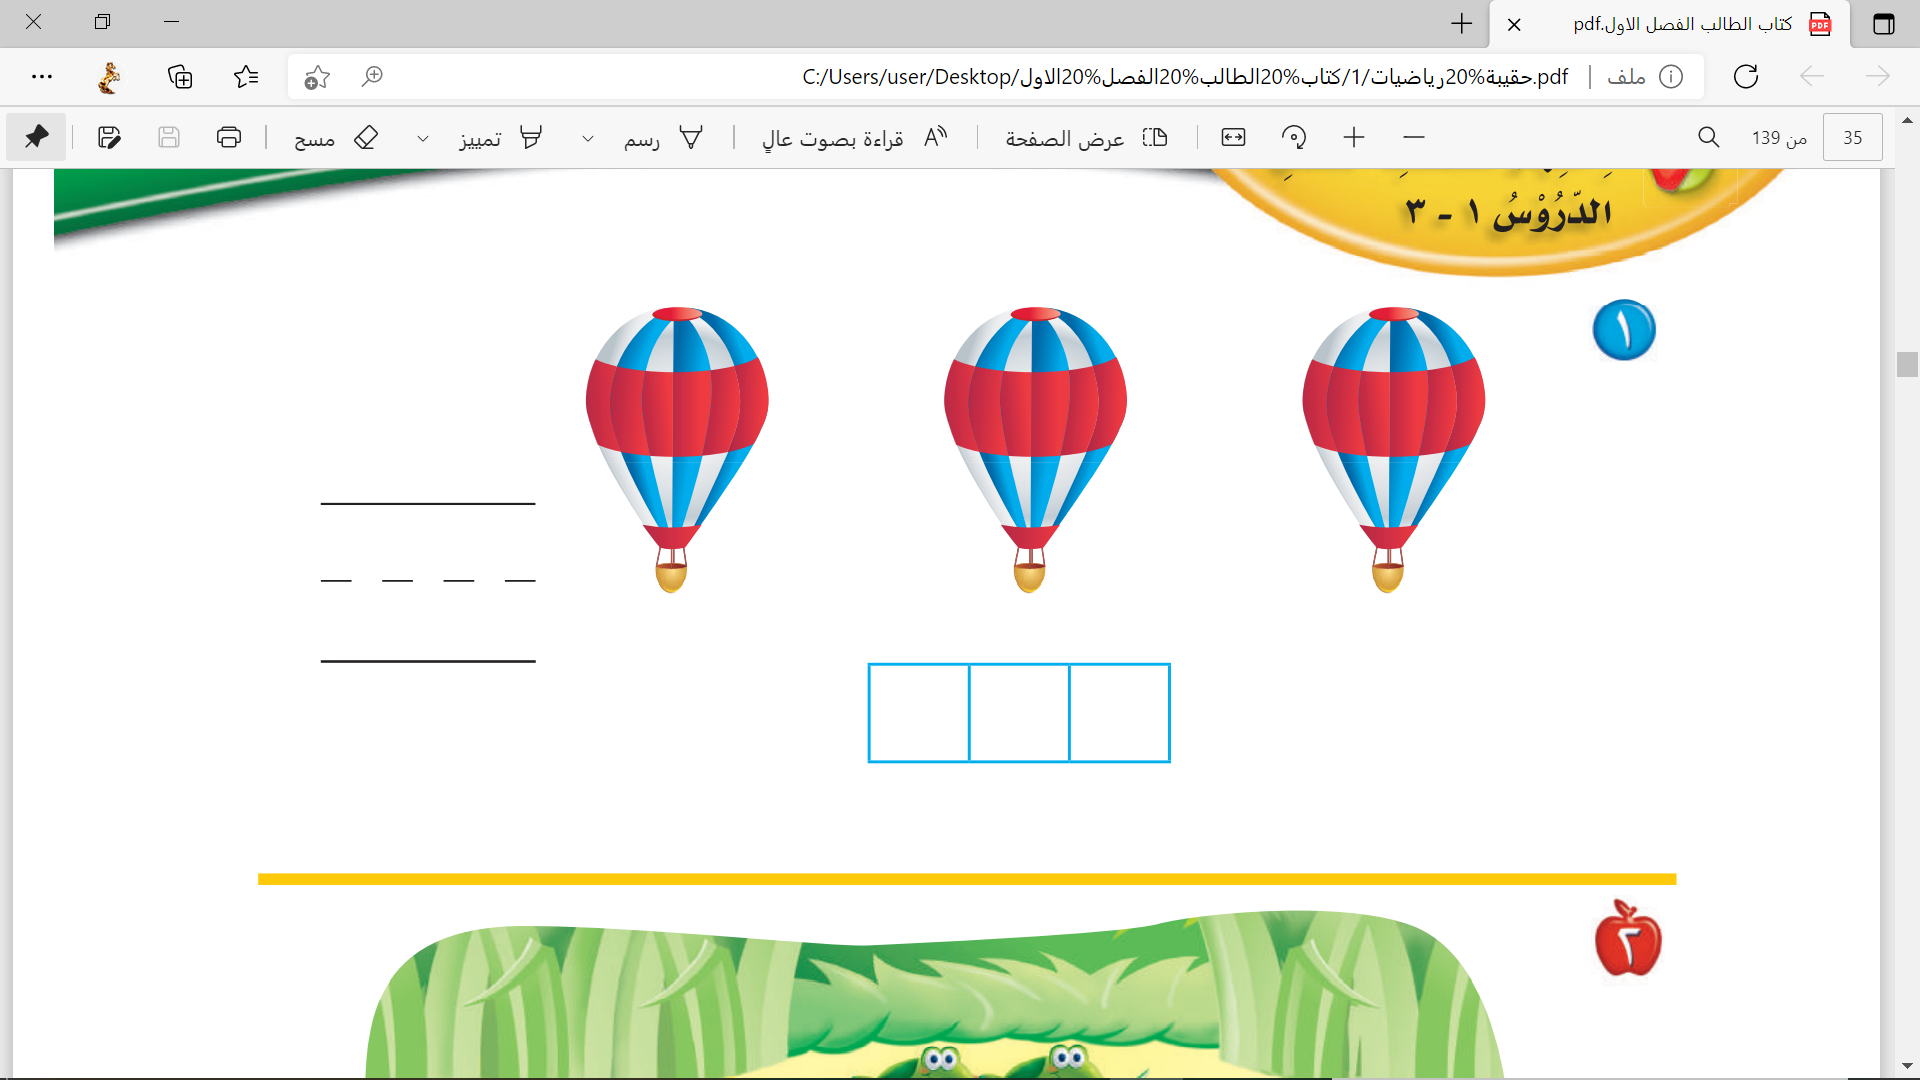 كتاب الطالب الفصل الاول.pdf
ملف
C:/Users/user/Desktop/حقيبة%20رياضيات/1/كتاب%20الطالب%20الفصل%20الاول.pdf
35
من 139
عرض الصفحة
قراءة بصوت عالٍ
رسم
تمييز
مسح
الدّرُوْسُ ١ - ٣
١
٢